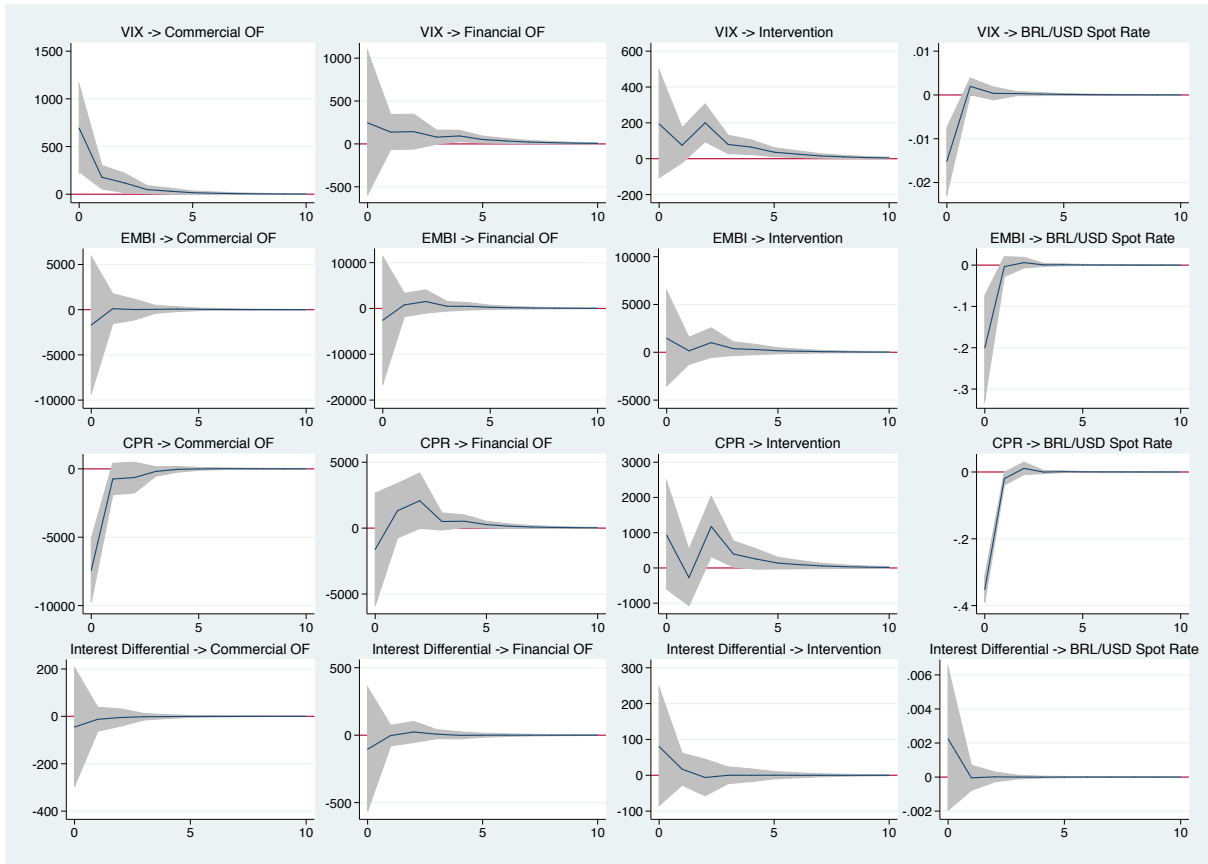 VIX -> Commercial OF
1500
1000
500
0
0 5 10
VIX -> Financial OF
1000
500
0
-500
0 5 10
VIX -> Intervention
600
400
200
0
-200
0 5 10
VIX -> BRL/USD Spot Rate
.01
0
-.01
-.02
0 5 10
EMBI -> Commercial OF
5000
0
-5000
-10000
0 5 10
EMBI -> Financial OF
10000
0
-10000
-20000
0 5 10
EMBI -> Intervention
10000
5000
0
-5000
0 5 10
EMBI -> BRL/USD Spot Rate
0
-.1
-.2
-.3
0 5 10
CPR -> Commercial OF
0
-5000
-10000
0 5 10
CPR -> Financial OF
5000
0
-5000
0 5 10
CPR -> Intervention
3000
2000
1000
0
-1000
0 5 10
CPR -> BRL/USD Spot Rate
0
-.2
-.4
0 5 10
Interest Differential -> Commercial OF
200
0
-200
-400
0 5 10
Interest Differential -> Financial OF
500
0
-500
0 5 10
Interest Differential -> Intervention
300
200
100
0
-100
0 5 10
Interest Differential -> BRL/USD Spot Rate
.006
.004
.002
0
-.002
0 5 10